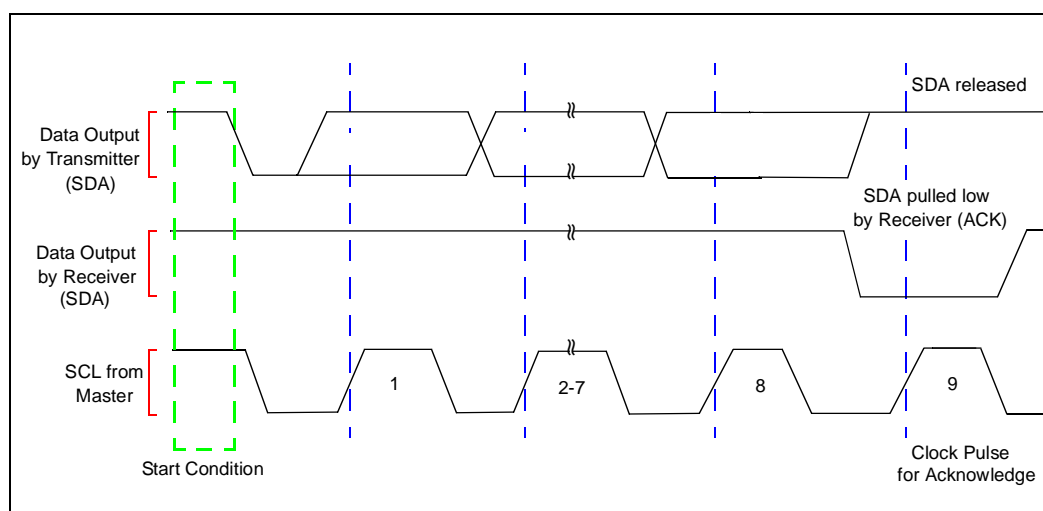 SDA released
Data Output
by Transmitter
(SDA)
SDA pulled low
by Receiver (ACK)
Data Output
by Receiver
(SDA)
SCL from
Master
1
2-7
8
9
Start Condition
Clock Pulse
for Acknowledge